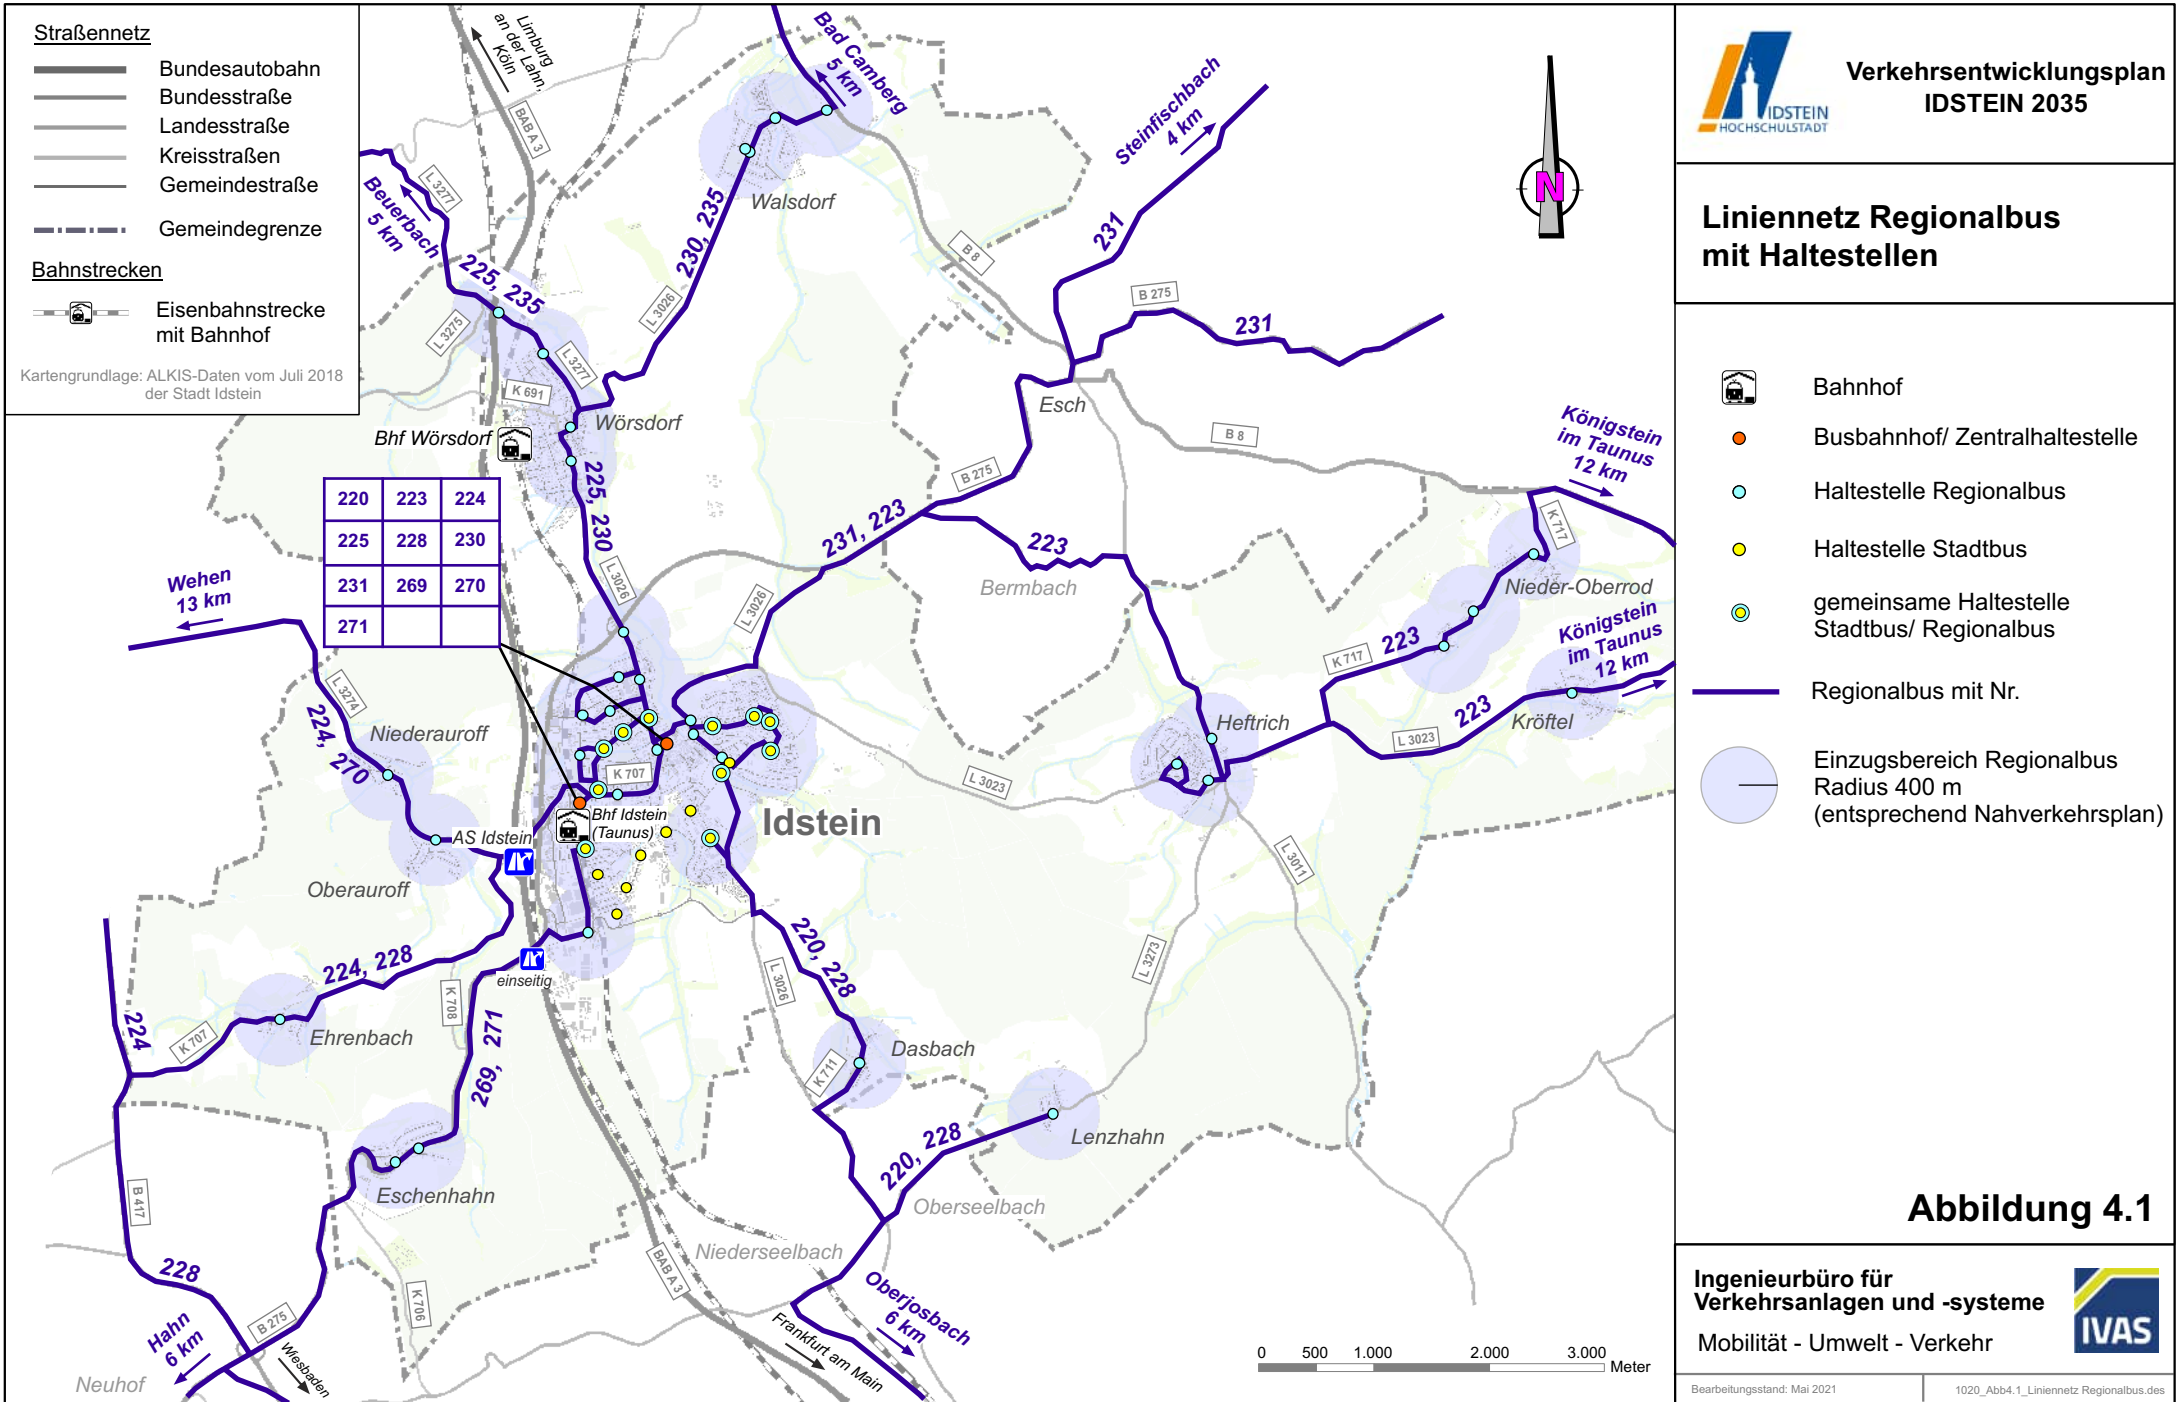 Straßennetz
Bundesautobahn
Bundesstraße
Landesstraße
Kreisstraßen
Gemeindestraße
Gemeindegrenze
Bahnstrecken
Eisenbahnstrecke
mit Bahnhof
Kartengrundlage: ALKIS-Daten vom Juli 2018
der Stadt Idstein
Limburg
an der Lahn,
Köln
BAB A 3
Bad Camberg
5 km
Steinfischbach
4 km
L 3277
Beuerbach
5 km
Walsdorf
230, 235
231
B 8
225, 235
L 3026
B 275
231
L 3275
L 3277
K 691
Esch
Wörsdorf
Bhf Wörsdorf
B 8
Königstein
im Taunus
12 km
225, 230
B 275
220 223 224
225 228 230
231 269 270
271
231, 223
223
K 717
Wehen
13 km
L 3026
L 3026
Bermbach
Nieder-Oberrod
Königstein
im Taunus
12 km
223
K 717
L 3274
224, 270
Niederauroff
Heftrich
223
Kröftel
L 3023
K 707
L 3023
Bhf Idstein
(Taunus)
Idstein
AS Idstein
L 3011
Oberauroff
220, 228
224, 228
L 3273
einseitig
L 3026
K 708
224
K 707
Ehrenbach
269, 271
Dasbach
K 711
Lenzhahn
220, 228
B 417
Eschenhahn
Oberseelbach
Niederseelbach
BAB A 3
228
K 706
Oberjosbach
6 km
B 275
Hahn
6 km
Wiesbaden
Frankfurt am Main
Neuhof
0 500 1.000 2.000 3.000 Meter
N
IDSTEIN
HOCHSCHULSTADT
Verkehrsentwicklungsplan
IDSTEIN 2035
Liniennetz Regionalbus
mit Haltestellen
Bahnhof
Busbahnhof/ Zentralhaltestelle
Haltestelle Regionalbus
Haltestelle Stadtbus
gemeinsame Haltestelle
Stadtbus/ Regionalbus
Regionalbus mit Nr.
Einzugsbereich Regionalbus
Radius 400 m
(entsprechend Nahverkehrsplan)
Abbildung 4.1
Ingenieurbüro für
Verkehrsanlagen und -systeme
Mobilität - Umwelt - Verkehr
IVAS
Bearbeitungsstand: Mai 2021
1020_Abb4.1_Liniennetz Regionalbus.des